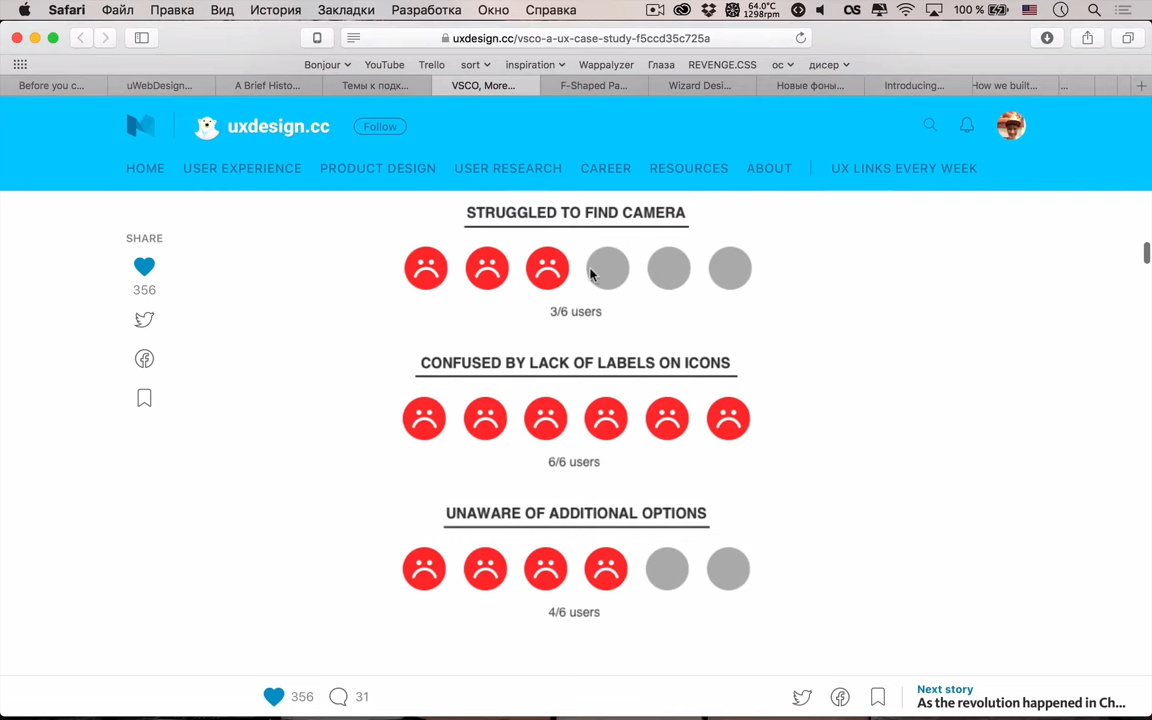 Safari Файл Правка Вид История Закладки Разработка Окно Справка 64.0°C 1298rpm 100 %
uxdesign.cc/vsco-a-ux-case-study-f5ccd35c725a
Bonjour YouTube Trello sort inspiration Wappalyzer Глаза REVENGE.CSS ос дисер
Before you c... uWebDesign... A Brief Histo... Темы к подк... VSCO, More... F-Shaped Pa... Wizard Desi... Новые фоны... Introducing... How we built... ...
uxdesign.cc Follow
HOME USER EXPERIENCE PRODUCT DESIGN USER RESEARCH CAREER RESOURCES ABOUT UX LINKS EVERY WEEK
STRUGGLED TO FIND CAMERA
SHARE
356
3/6 users
CONFUSED BY LACK OF LABELS ON ICONS
6/6 users
UNAWARE OF ADDITIONAL OPTIONS
4/6 users
356 31
Next story
As the revolution happened in Ch...